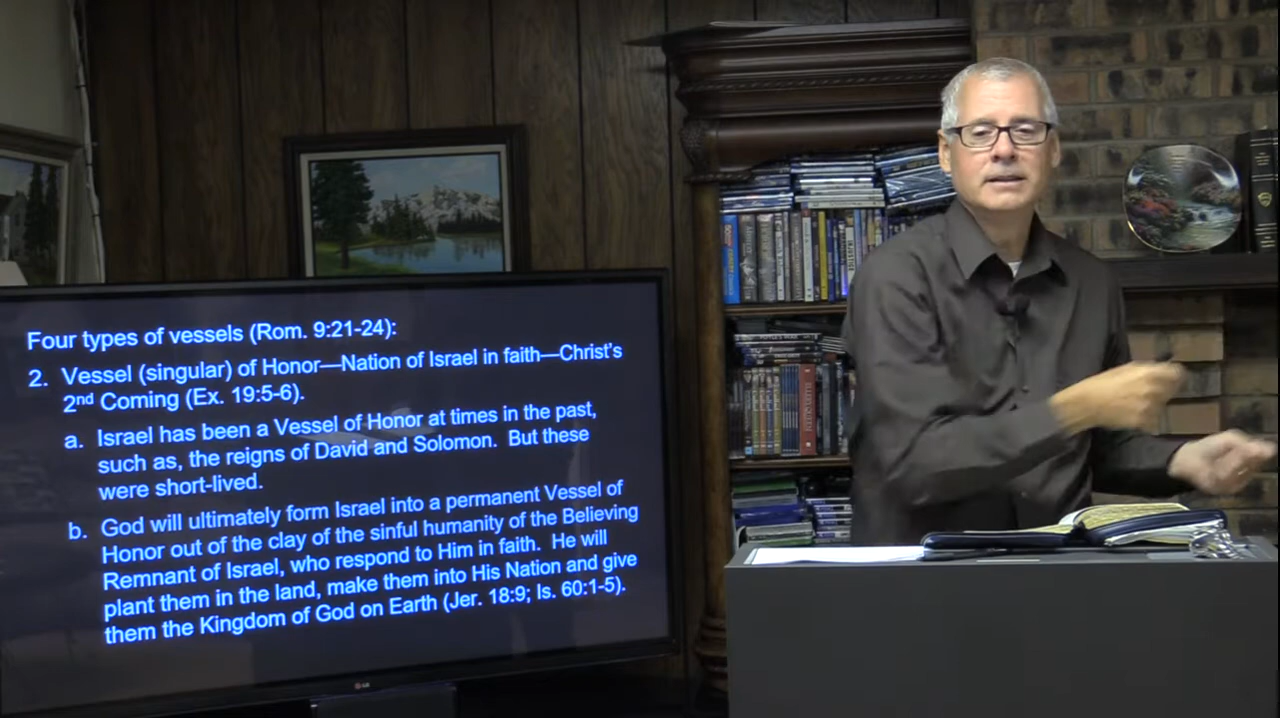 Four types of vessels (Rom. 9:21-24):
2. Vessel (singular) of Honor—Nation of Israel in faith—Christ's
2nd Coming (Ex. 19:5-6).
a. Israel has been a Vessel of Honor at times in the past,
such as, the reigns of David and Solomon. But these
were short-lived.
b. God will ultimately form Israel into a permanent Vessel of
Honor out of the clay of the sinful humanity of the Believing
Remnant of Israel, who respond to Him in faith. He will
plant them in the land, make them into His Nation and give
them the Kingdom of God on Earth (Jer. 18:9; Is. 60:1-5).
LG